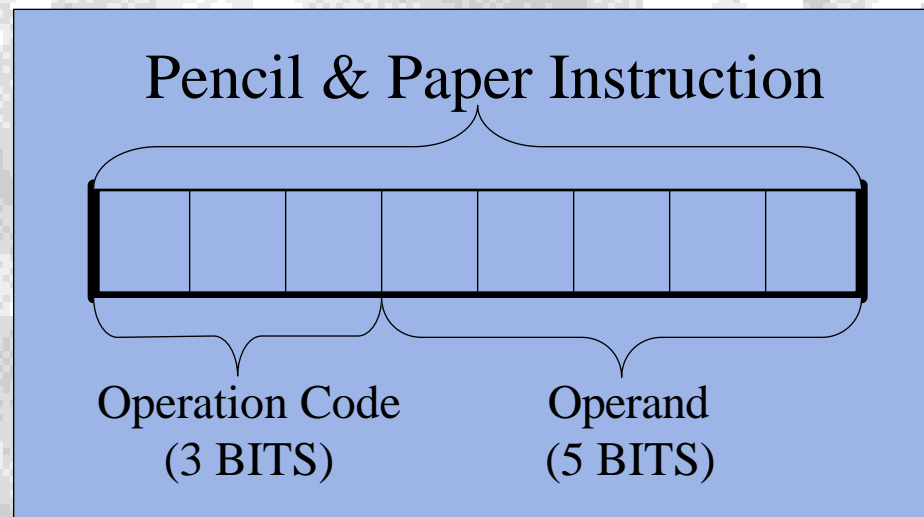 Pencil & Paper Instruction
Operation Code
(3 BITS)
Operand
(5 BITS)